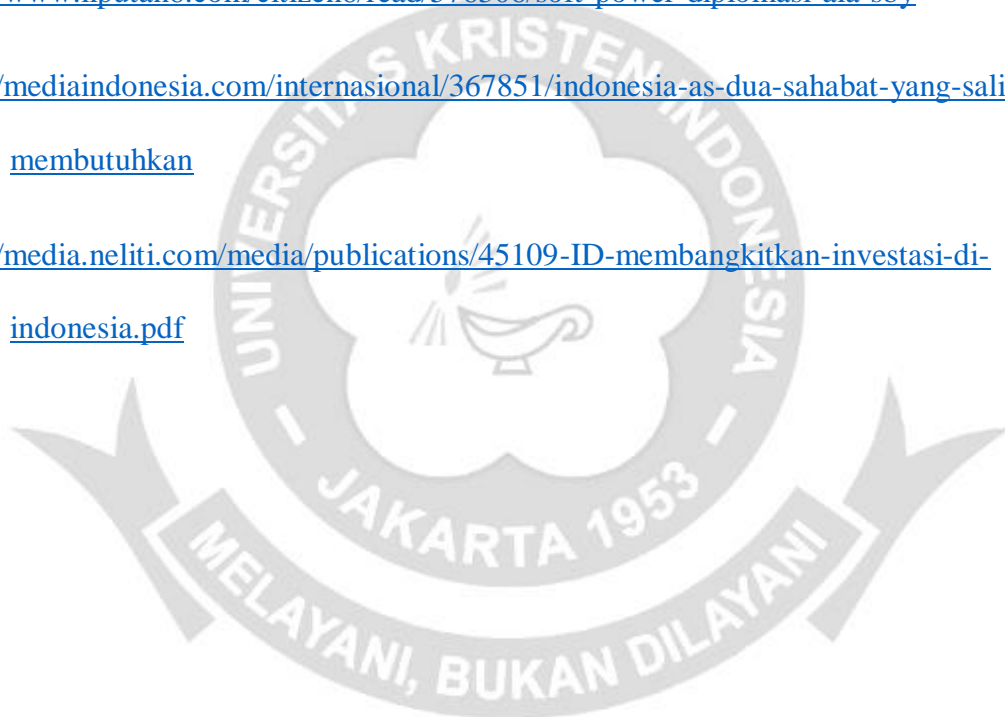 /mediaindonesia.com/internasional/367851/indonesia-as-dua-sahabat-yang-sali
membutuhkan
/media.neliti.com/media/publications/45109-ID-membangkitkan-investasi-di-
indonesia.pdf
UNIVERSITAS KRISTEN INDONESIA
JAKARTA 1953
MELAYANI, BUKAN DILAYANI